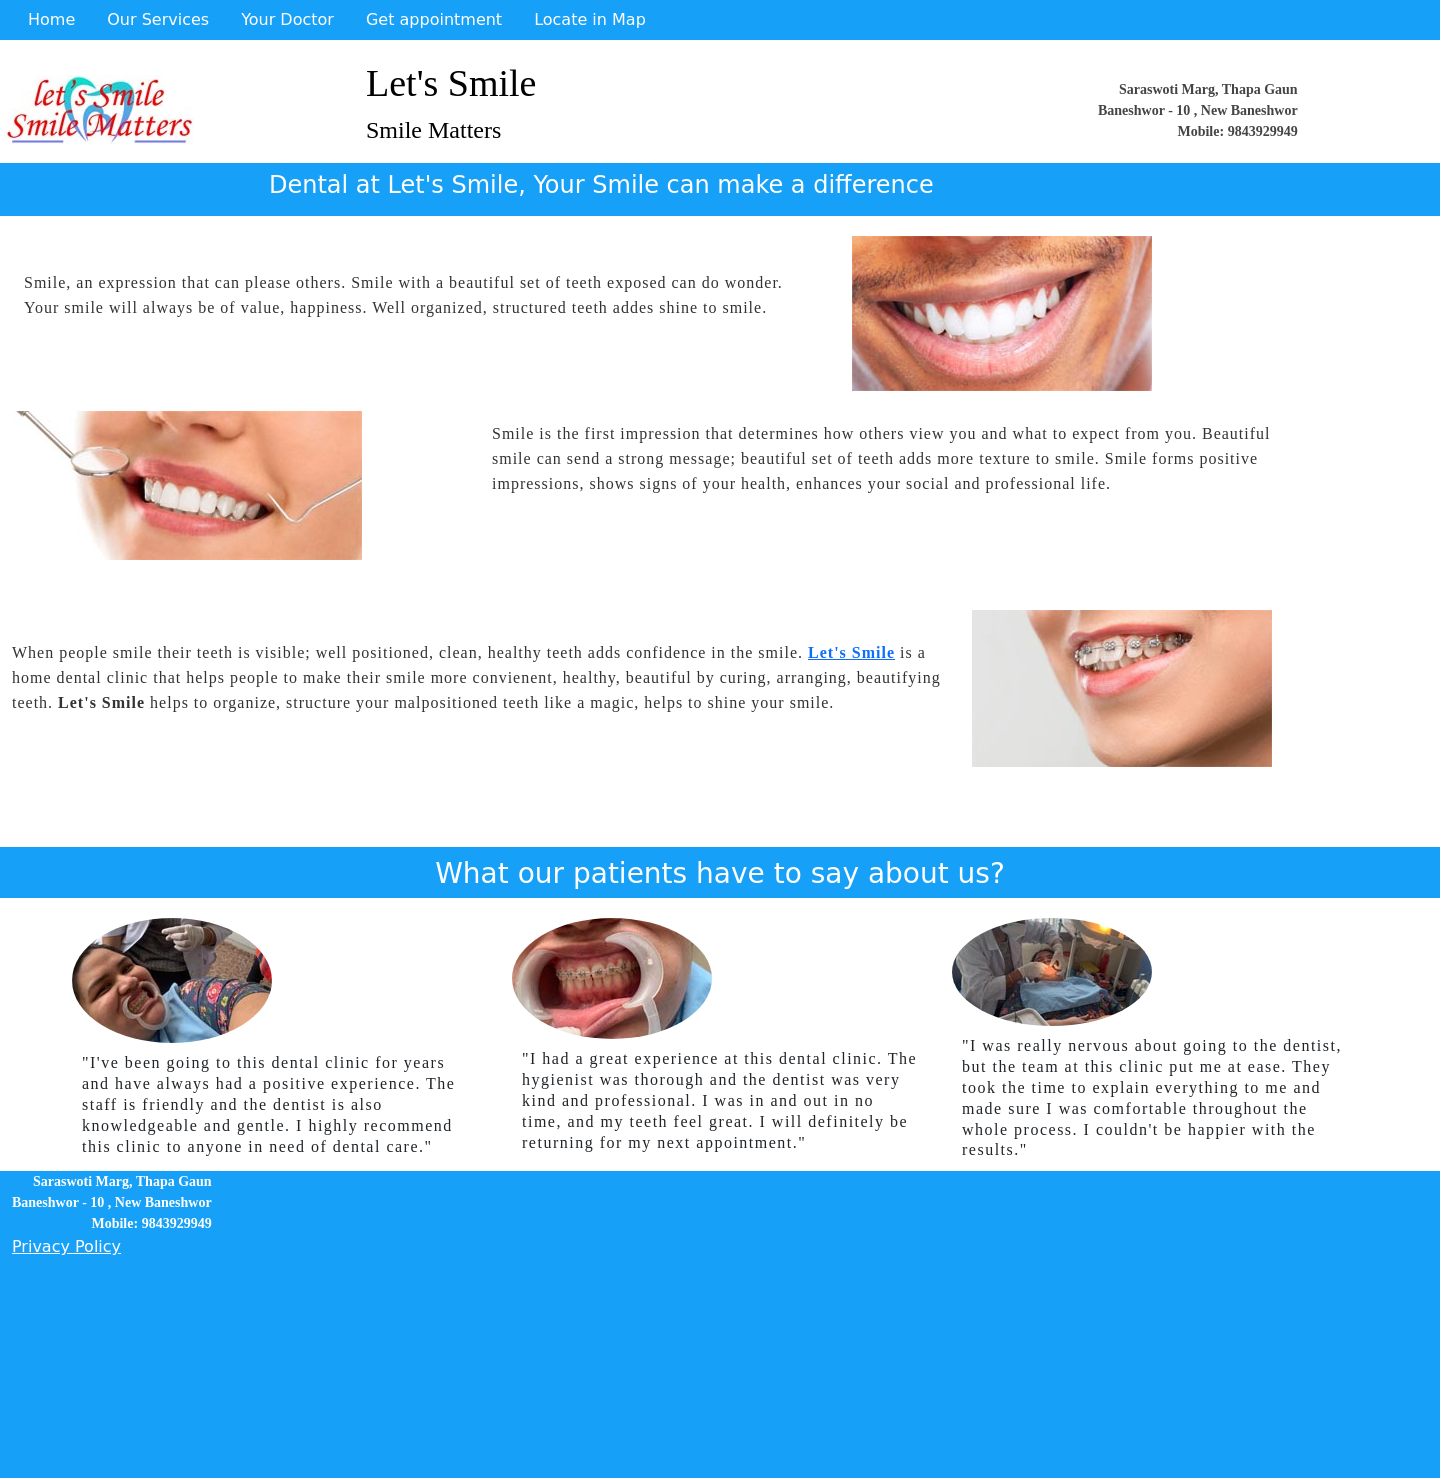 Home Our Services Your Doctor Get appointment Locate in Map
let's Smile
Smile Matters
Let's Smile
Smile Matters
Saraswoti Marg, Thapa Gaun
Baneshwor - 10 , New Baneshwor
Mobile: 9843929949
Dental at Let's Smile, Your Smile can make a difference
Smile, an expression that can please others. Smile with a beautiful set of teeth exposed can do wonder.
Your smile will always be of value, happiness. Well organized, structured teeth addes shine to smile.
Smile is the first impression that determines how others view you and what to expect from you. Beautiful
smile can send a strong message; beautiful set of teeth adds more texture to smile. Smile forms positive
impressions, shows signs of your health, enhances your social and professional life.
When people smile their teeth is visible; well positioned, clean, healthy teeth adds confidence in the smile. Let's Smile is a
home dental clinic that helps people to make their smile more convienent, healthy, beautiful by curing, arranging, beautifying
teeth. Let's Smile helps to organize, structure your malpositioned teeth like a magic, helps to shine your smile.
What our patients have to say about us?
"I've been going to this dental clinic for years
and have always had a positive experience. The
staff is friendly and the dentist is also
knowledgeable and gentle. I highly recommend
this clinic to anyone in need of dental care."
"I had a great experience at this dental clinic. The
hygienist was thorough and the dentist was very
kind and professional. I was in and out in no
time, and my teeth feel great. I will definitely be
returning for my next appointment."
"I was really nervous about going to the dentist,
but the team at this clinic put me at ease. They
took the time to explain everything to me and
made sure I was comfortable throughout the
whole process. I couldn't be happier with the
results."
Saraswoti Marg, Thapa Gaun
Baneshwor - 10 , New Baneshwor
Mobile: 9843929949
Privacy Policy